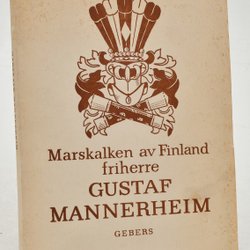 Marskalken av Finland
friherre
GUSTAF
MANNERHEIM
GEBERS